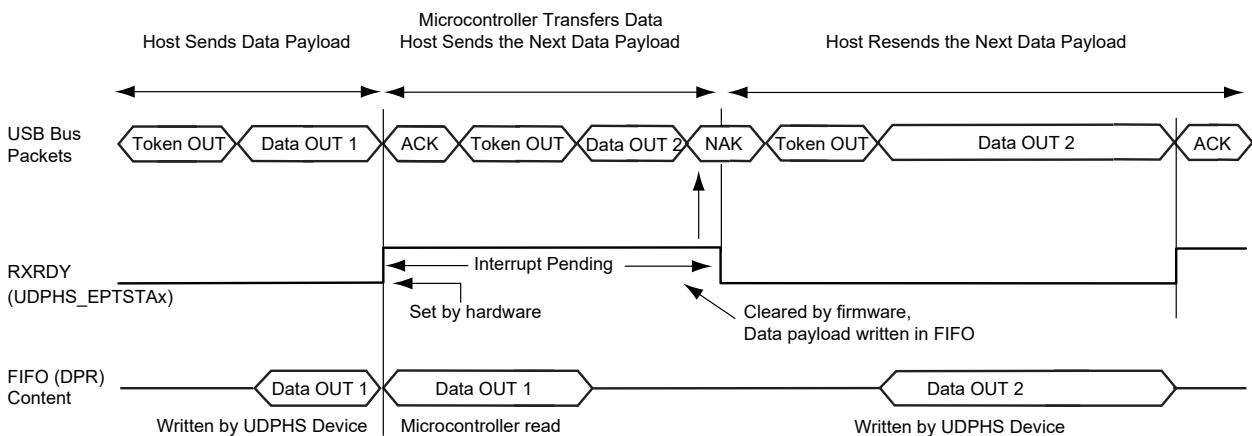 Microcontroller Transfers Data
Host Sends Data Payload
Host Sends the Next Data Payload
Host Resends the Next Data Payload
USB Bus
Packets
Token OUT
Data OUT 1
ACK
Token OUT
Data OUT 2
NAK
Token OUT
Data OUT 2
ACK
RXRDY
(UDPHS_EPTSTAx)
Interrupt Pending
Set by hardware
Cleared by firmware,
Data payload written in FIFO
FIFO (DPR)
Content
Data OUT 1
Data OUT 1
Data OUT 2
Written by UDPHS Device
Microcontroller read
Written by UDPHS Device